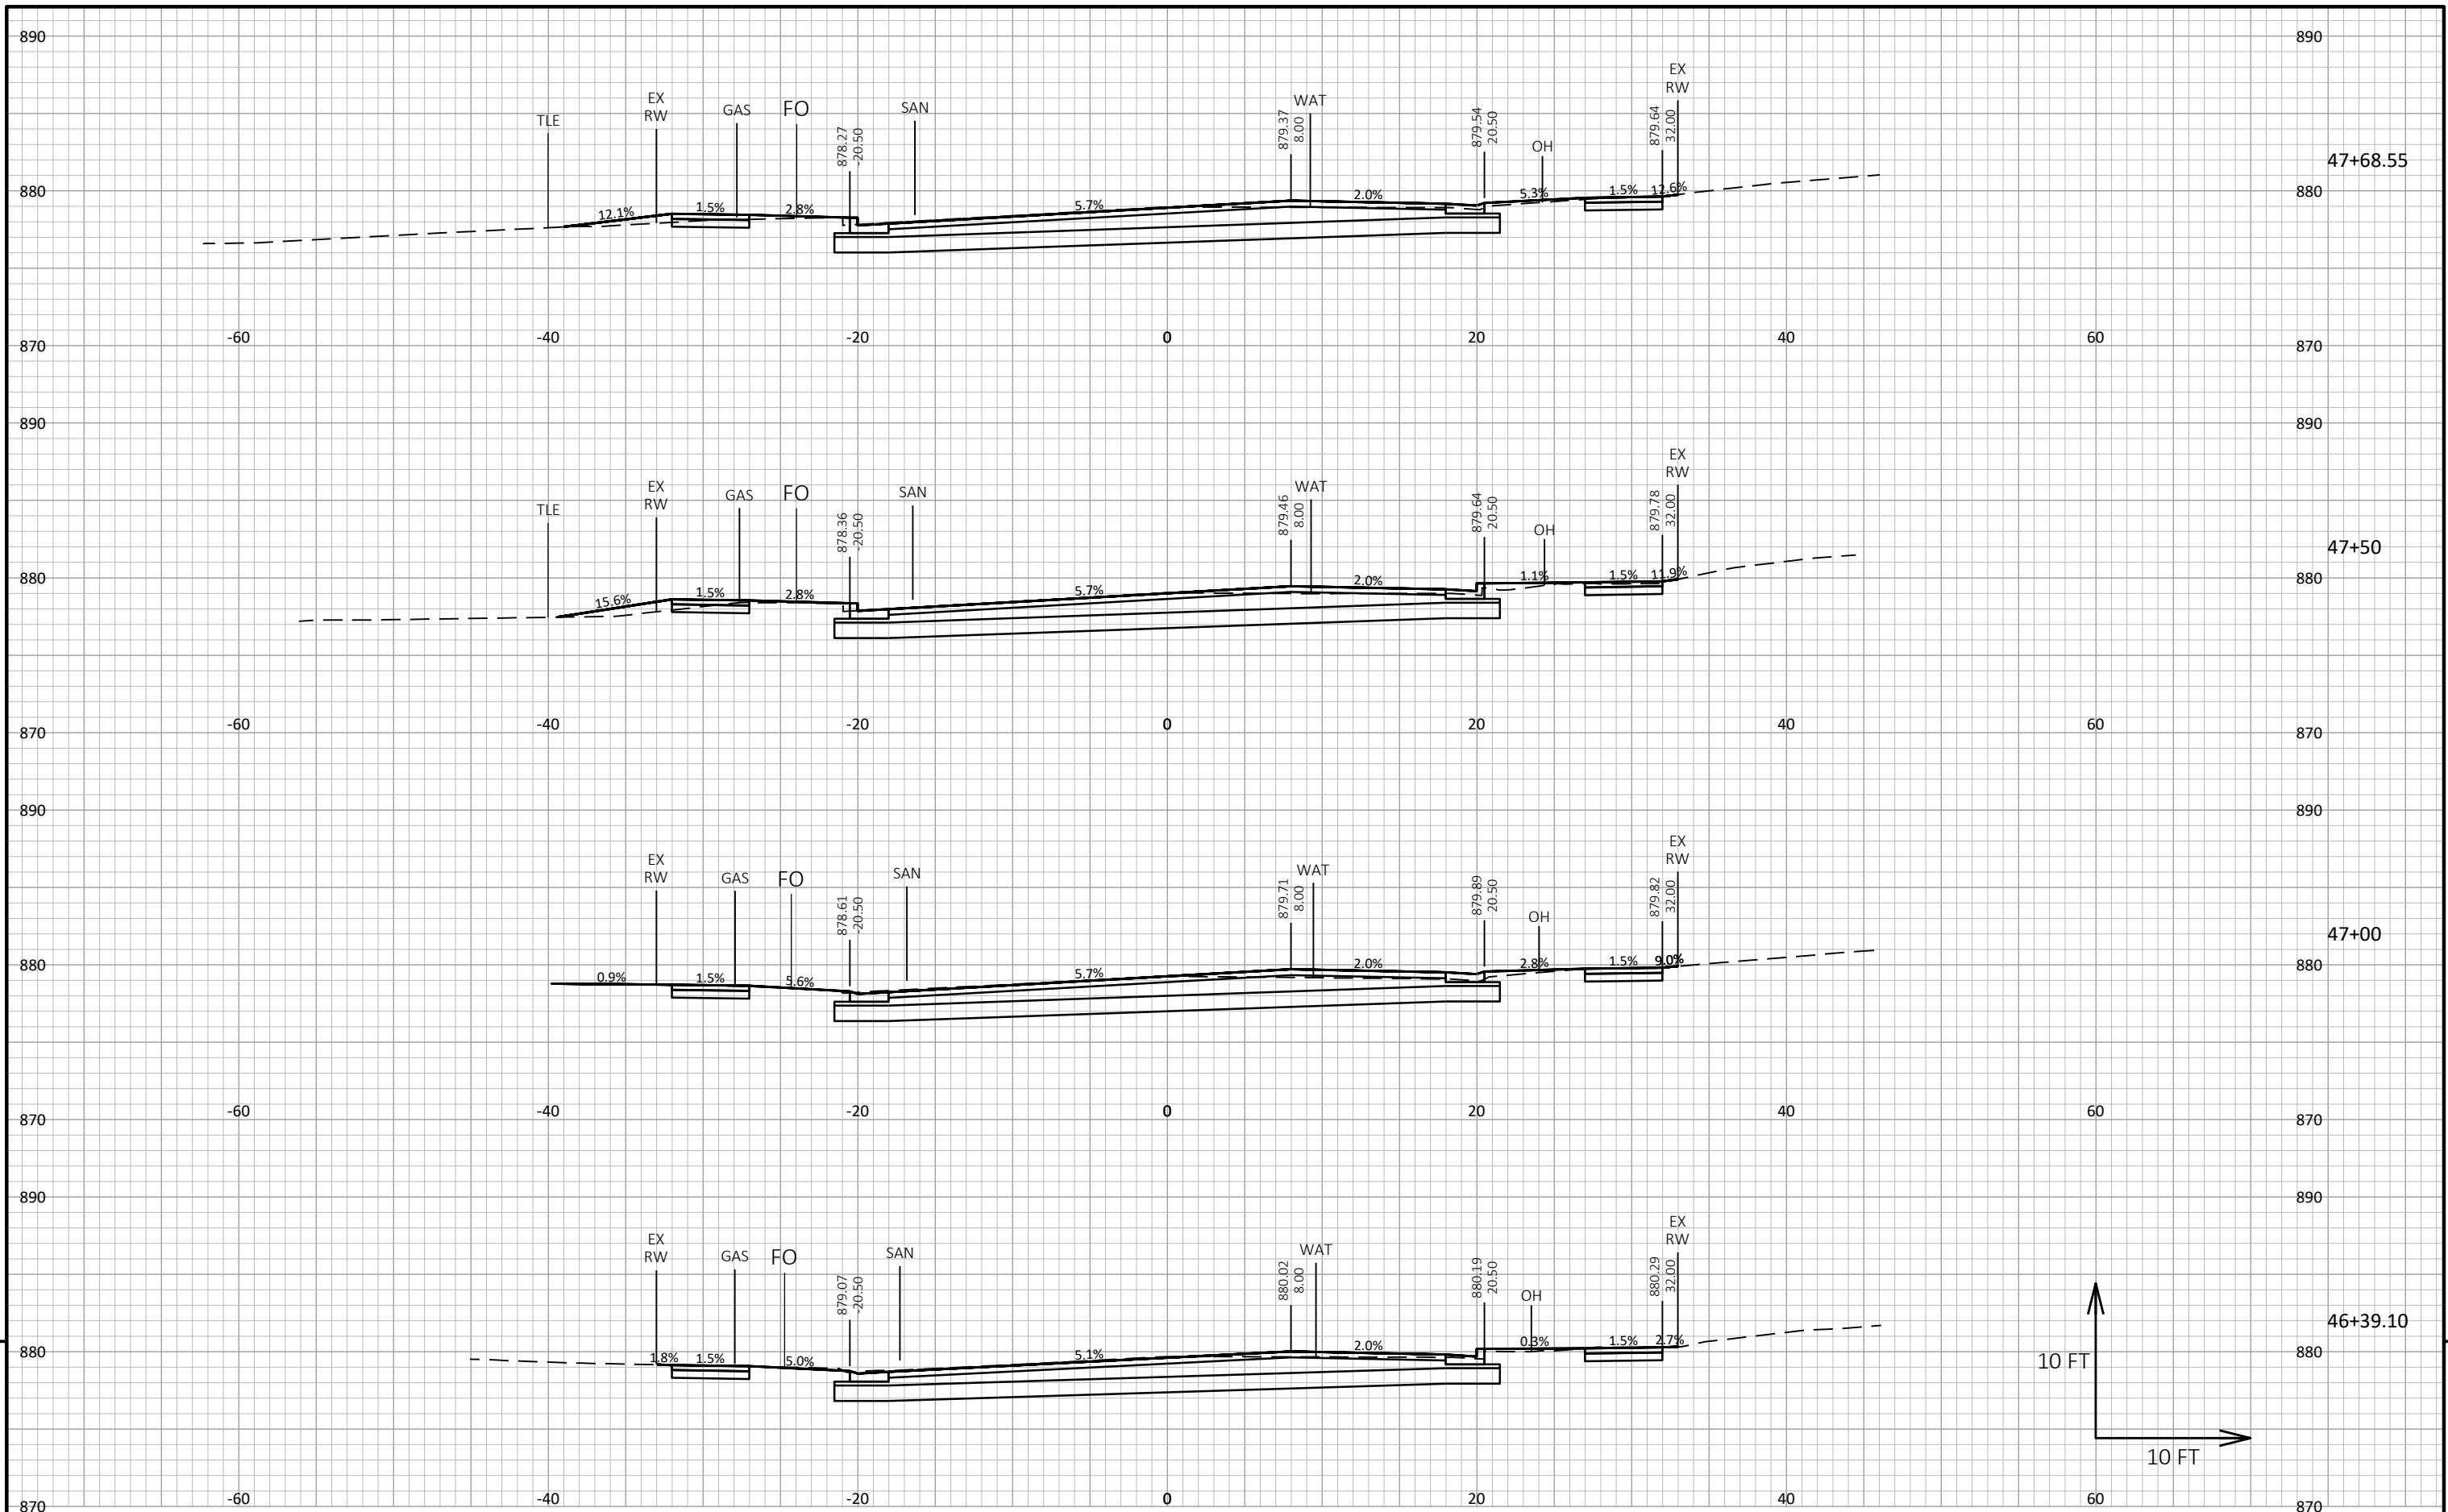 890 890
EX
RW
EX
RW
TLE GAS FO SAN WAT
878.27
-20.50
879.37
8.00
879.54
20.50
879.64
32.00
OH
47+68.55
880 12.1% 1.5% 2.8% 5.7% 2.0% 5.3% 1.5% 12.6% 880
870 -60 -40 -20 0 20 40 60 870
890 890
EX
RW
EX
RW
TLE GAS FO SAN WAT
878.36
-20.50
879.46
8.00
879.64
20.50
879.78
32.00
OH
47+50
880 15.6% 1.5% 2.8% 5.7% 2.0% 1.1% 1.5% 11.9% 880
870 -60 -40 -20 0 20 40 60 870
890 890
EX
RW
EX
RW
GAS FO SAN WAT
878.61
-20.50
879.71
8.00
879.89
20.50
879.82
32.00
OH
47+00
880 0.9% 1.5% 5.6% 5.7% 2.0% 2.8% 1.5% 9.0% 880
870 -60 -40 -20 0 20 40 60 870
890 890
EX
RW
EX
RW
GAS FO SAN WAT
879.07
-20.50
880.02
8.00
880.19
20.50
880.29
32.00
OH
46+39.10
880 1.8% 1.5% 5.0% 5.1% 2.0% 0.3% 1.5% 2.7% 880
10 FT
10 FT
870 -60 -40 -20 0 20 40 60 870